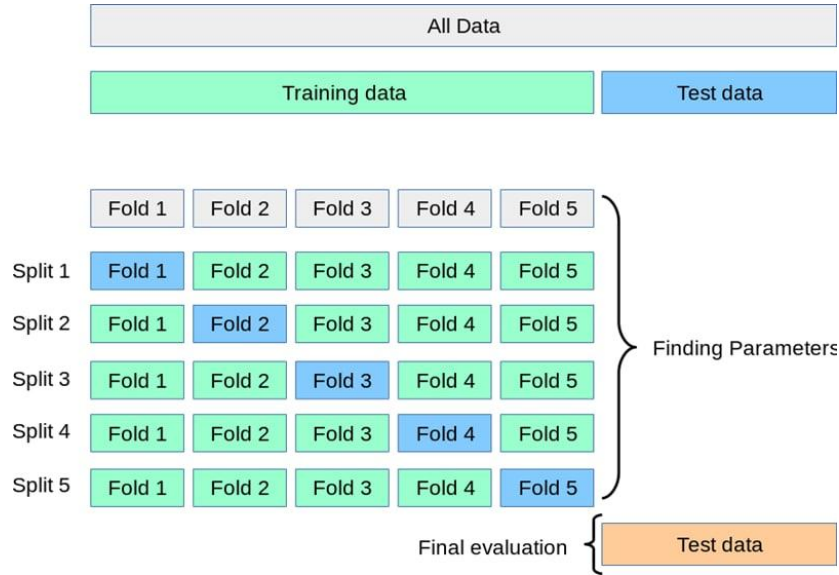 All Data
Training data Test data
Fold 1 Fold 2 Fold 3 Fold 4 Fold 5
Split 1 Fold 1 Fold 2 Fold 3 Fold 4 Fold 5
Split 2 Fold 1 Fold 2 Fold 3 Fold 4 Fold 5
Finding Parameters
Split 3 Fold 1 Fold 2 Fold 3 Fold 4 Fold 5
Split 4 Fold 1 Fold 2 Fold 3 Fold 4 Fold 5
Split 5 Fold 1 Fold 2 Fold 3 Fold 4 Fold 5
Final evaluation Test data